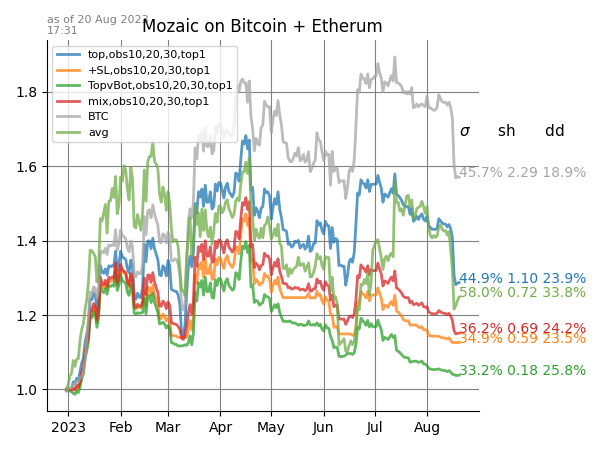 as of 20 Aug 2023
17:31
Mozaic on Bitcoin + Etherum
top,obs10,20,30,top1
+SL,obs10,20,30,top1
TopvBot,obs10,20,30,top1
mix,obs10,20,30,top1
BTC
avg
σ sh dd
45.7% 2.29 18.9%
44.9% 1.10 23.9%
58.0% 0.72 33.8%
36.2% 0.69 24.2%
34.9% 0.59 23.5%
33.2% 0.18 25.8%
1.8
1.6
1.4
1.2
1.0
2023 Feb Mar Apr May Jun Jul Aug